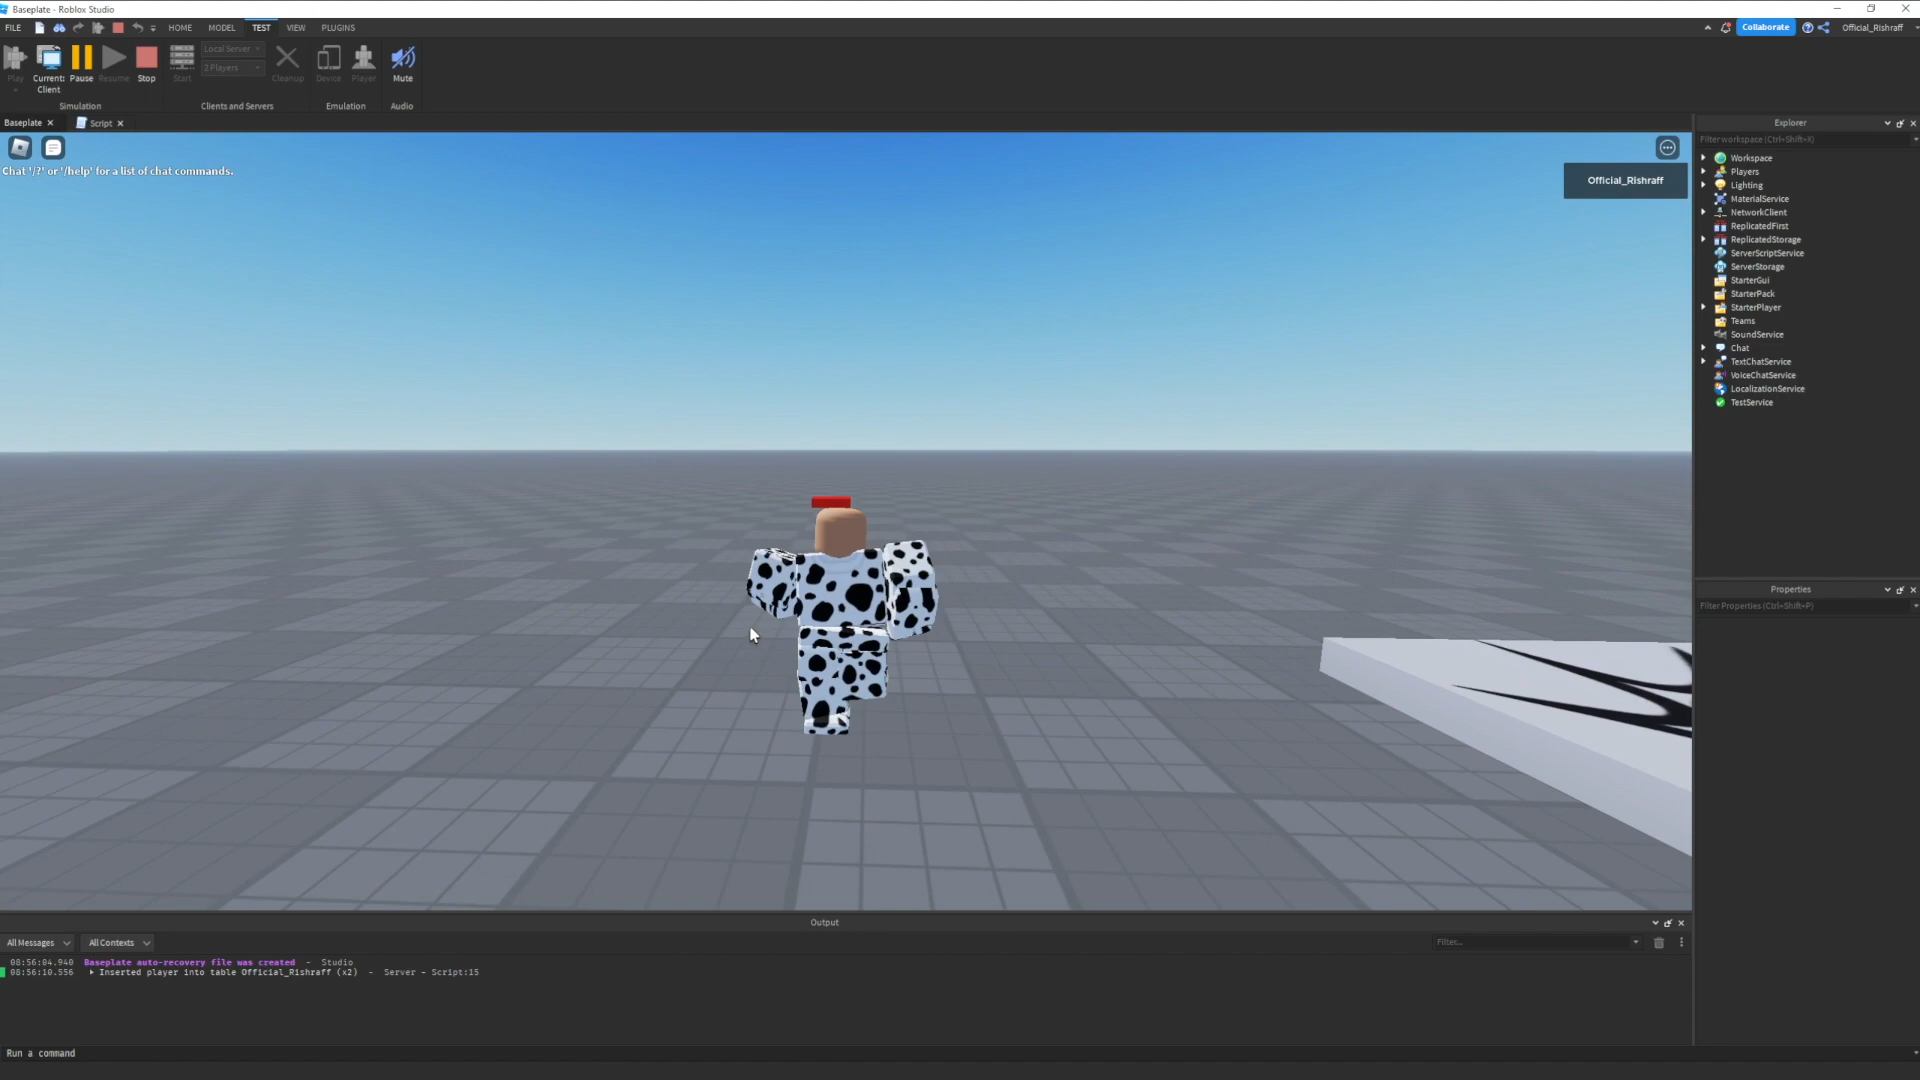 Baseplate - Roblox Studio
FILE HOME MODEL TEST VIEW PLUGINS
Collaborate Official_Rishraff
Play Current: Client Pause Resume Stop Start Local Server 2 Players Cleanup Device Player Mute
Simulation Clients and Servers Emulation Audio
Baseplate Script
Chat '/?' or '/help' for a list of chat commands.
Official_Rishraff
Explorer
Filter workspace (Ctrl+Shift+X)
Workspace
Players
Lighting
MaterialService
NetworkClient
ReplicatedFirst
ReplicatedStorage
ServerScriptService
ServerStorage
StarterGui
StarterPack
StarterPlayer
Teams
SoundService
Chat
TextChatService
VoiceChatService
LocalizationService
TestService
Properties
Filter Properties (Ctrl+Shift+P)
Output
All Messages All Contexts Filter...
08:56:04.940 Baseplate auto-recovery file was created - Studio
08:56:10.556 Inserted player into table Official_Rishraff (x2) - Server - Script:15
Run a command